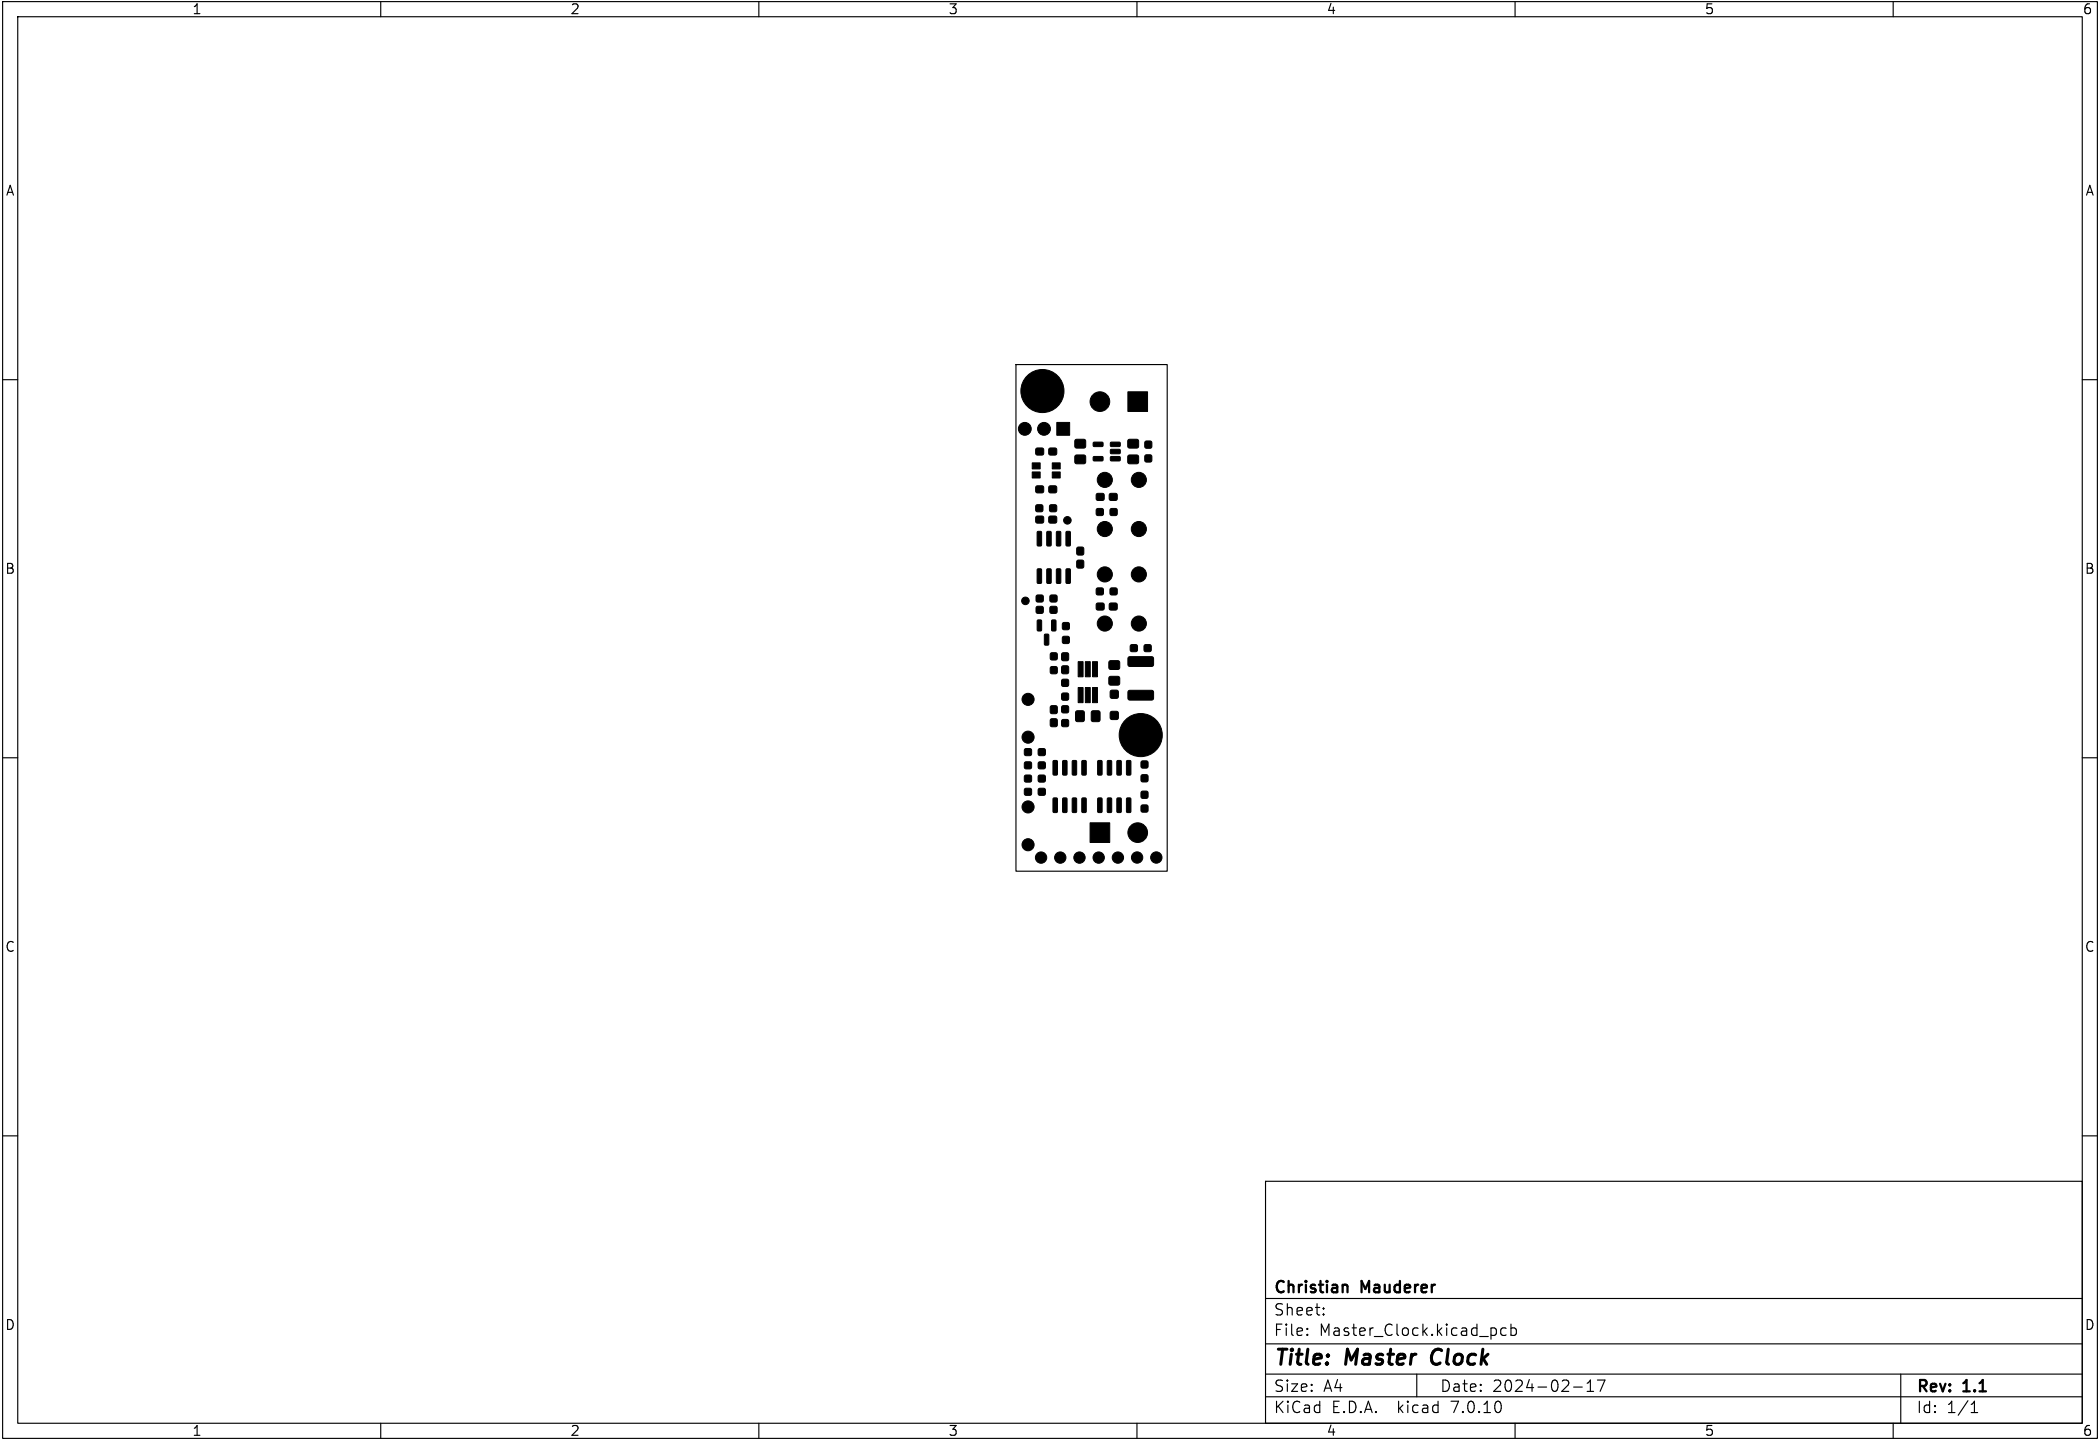 1 2 3 4 5 6
A A
B B
C C
Christian Mauderer
Sheet:
File: Master_Clock.kicad_pcb
D D
Title: Master Clock
Size: A4 Date: 2024-02-17 Rev: 1.1
KiCad E.D.A. kicad 7.0.10 Id: 1/1
1 2 3 4 5 6